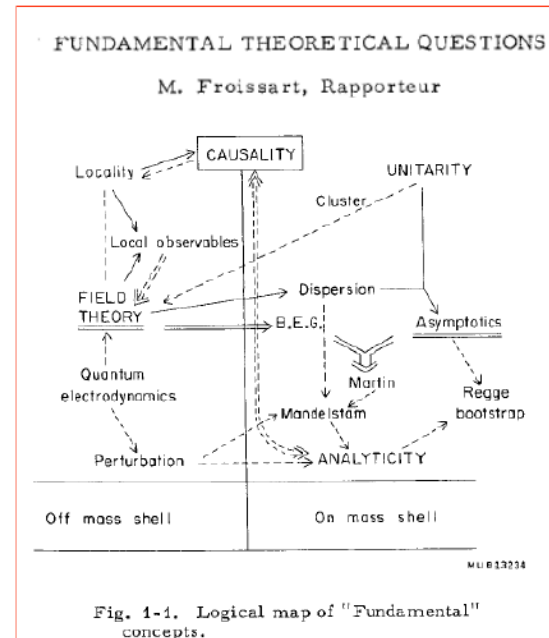 FUNDAMENTAL THEORETICAL QUESTIONS
M. Froissart, Rapporteur
CAUSALITY
Locality
UNITARITY
Cluster
Local observables
FIELD
THEORY
Dispersion
B.E.G.
Asymptotics
Quantum
electrodynamics
Martin
Regge
bootstrap
Mandelstam
Perturbation
ANALYTICITY
Off mass shell
On mass shell
MUB13234
Fig. 1-1. Logical map of "Fundamental"
concepts.